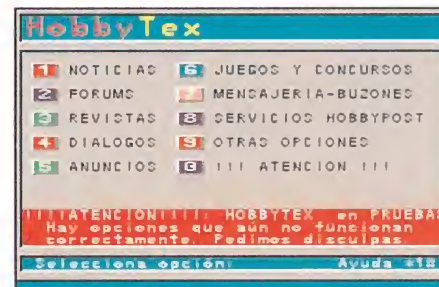 HobbyTex
1 NOTICIAS 6 JUEGOS Y CONCURSOS
2 FORUMS 7 MENSAJERIA-BUZONES
3 REVISTAS 8 SERVICIOS HOBBYPOST
4 DIALOGOS 9 OTRAS OPCIONES
5 ANUNCIOS 0 !!! ATENCION !!!
!!!!ATENCION!!!!: HOBBYTEX en PRUEBAS
Hay opciones que aún no funcionan
correctamente. Pedimos disculpas.
Selecciona opción: Ayuda *1#